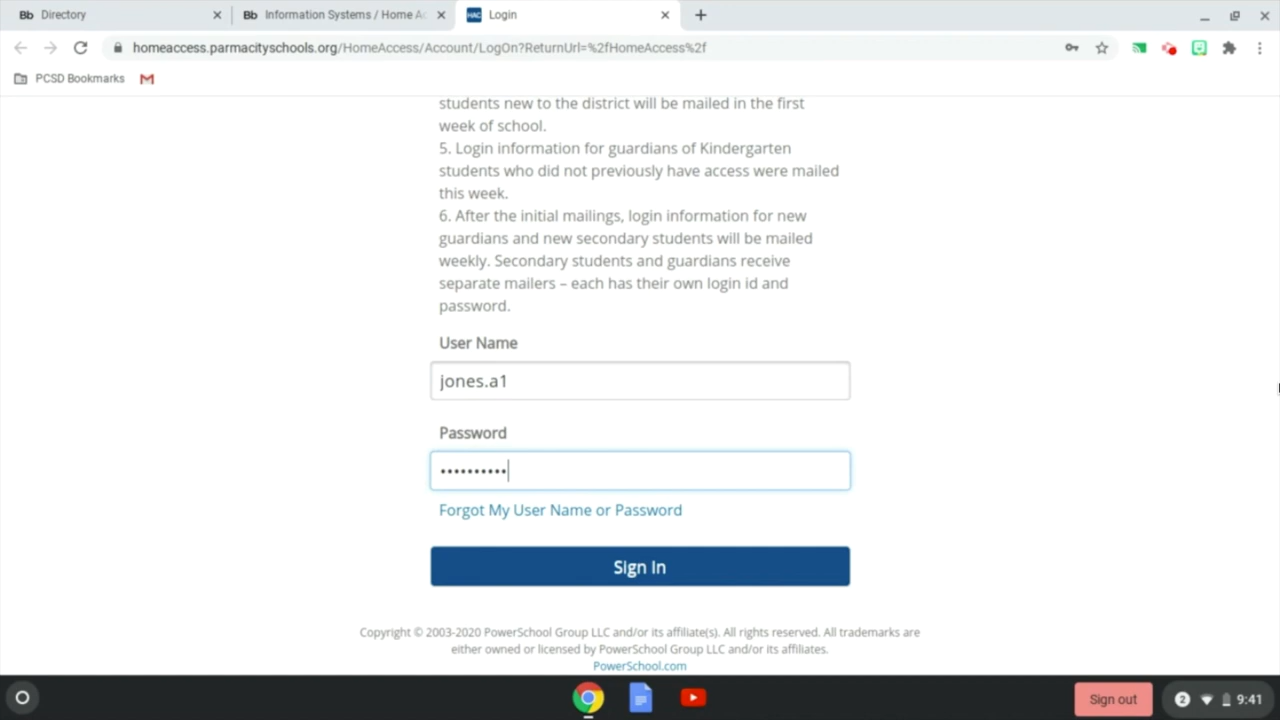 Bb Directory
Bb Information Systems / Home Ac
HAC Login
homeaccess.parmacityschools.org/HomeAccess/Account/LogOn?ReturnUrl=%2fHomeAccess%2f
PCSD Bookmarks
students new to the district will be mailed in the first
week of school.
5. Login information for guardians of Kindergarten
students who did not previously have access were mailed
this week.
6. After the initial mailings, login information for new
guardians and new secondary students will be mailed
weekly. Secondary students and guardians receive
separate mailers – each has their own login id and
password.
User Name
jones.a1
Password
••••••••••
Forgot My User Name or Password
Sign In
Copyright © 2003-2020 PowerSchool Group LLC and/or its affiliate(s). All rights reserved. All trademarks are
either owned or licensed by PowerSchool Group LLC and/or its affiliates.
PowerSchool.com
Sign out
2
9:41